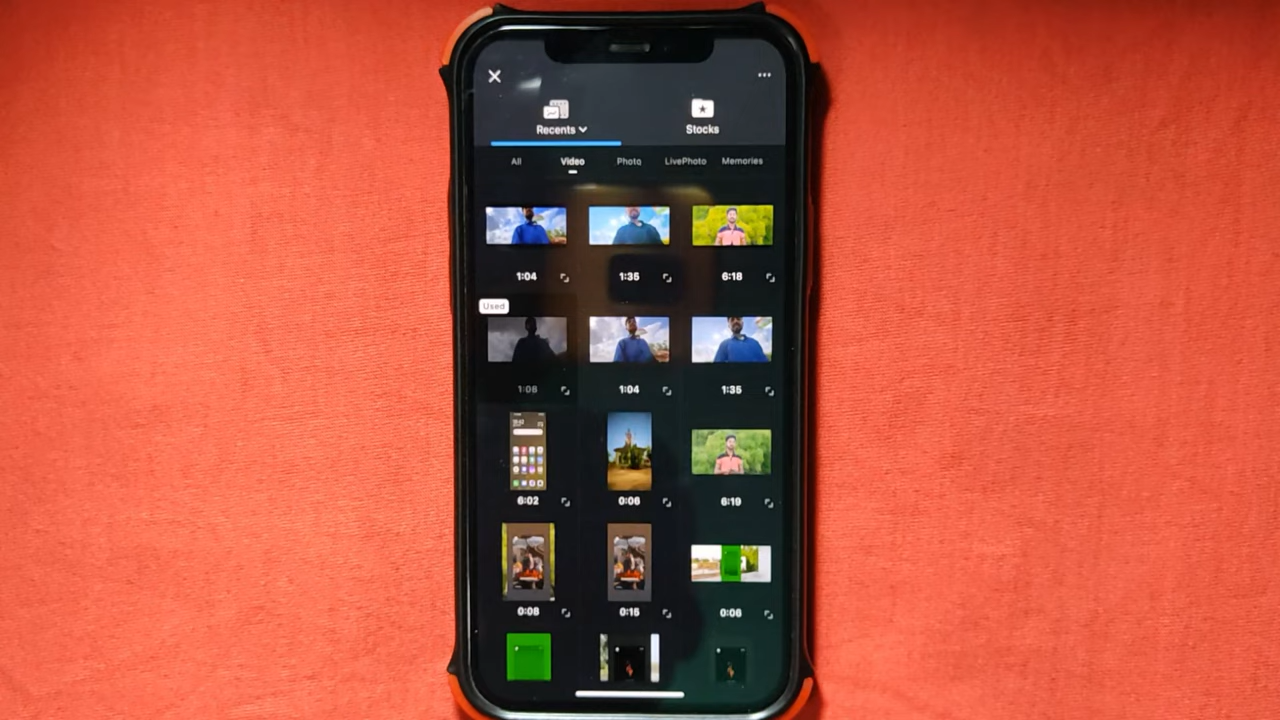 Recents
Stocks
All
Video
Photo
LivePhoto
Memories
1:04
1:35
6:18
Used
1:08
1:04
1:35
6:02
0:06
6:19
0:08
0:15
0:06